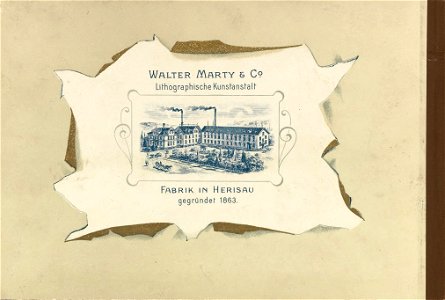 WALTER MARTY & Co
Lithographische Kunstanstalt
FABRIK IN HERISAU
gegründet 1863.